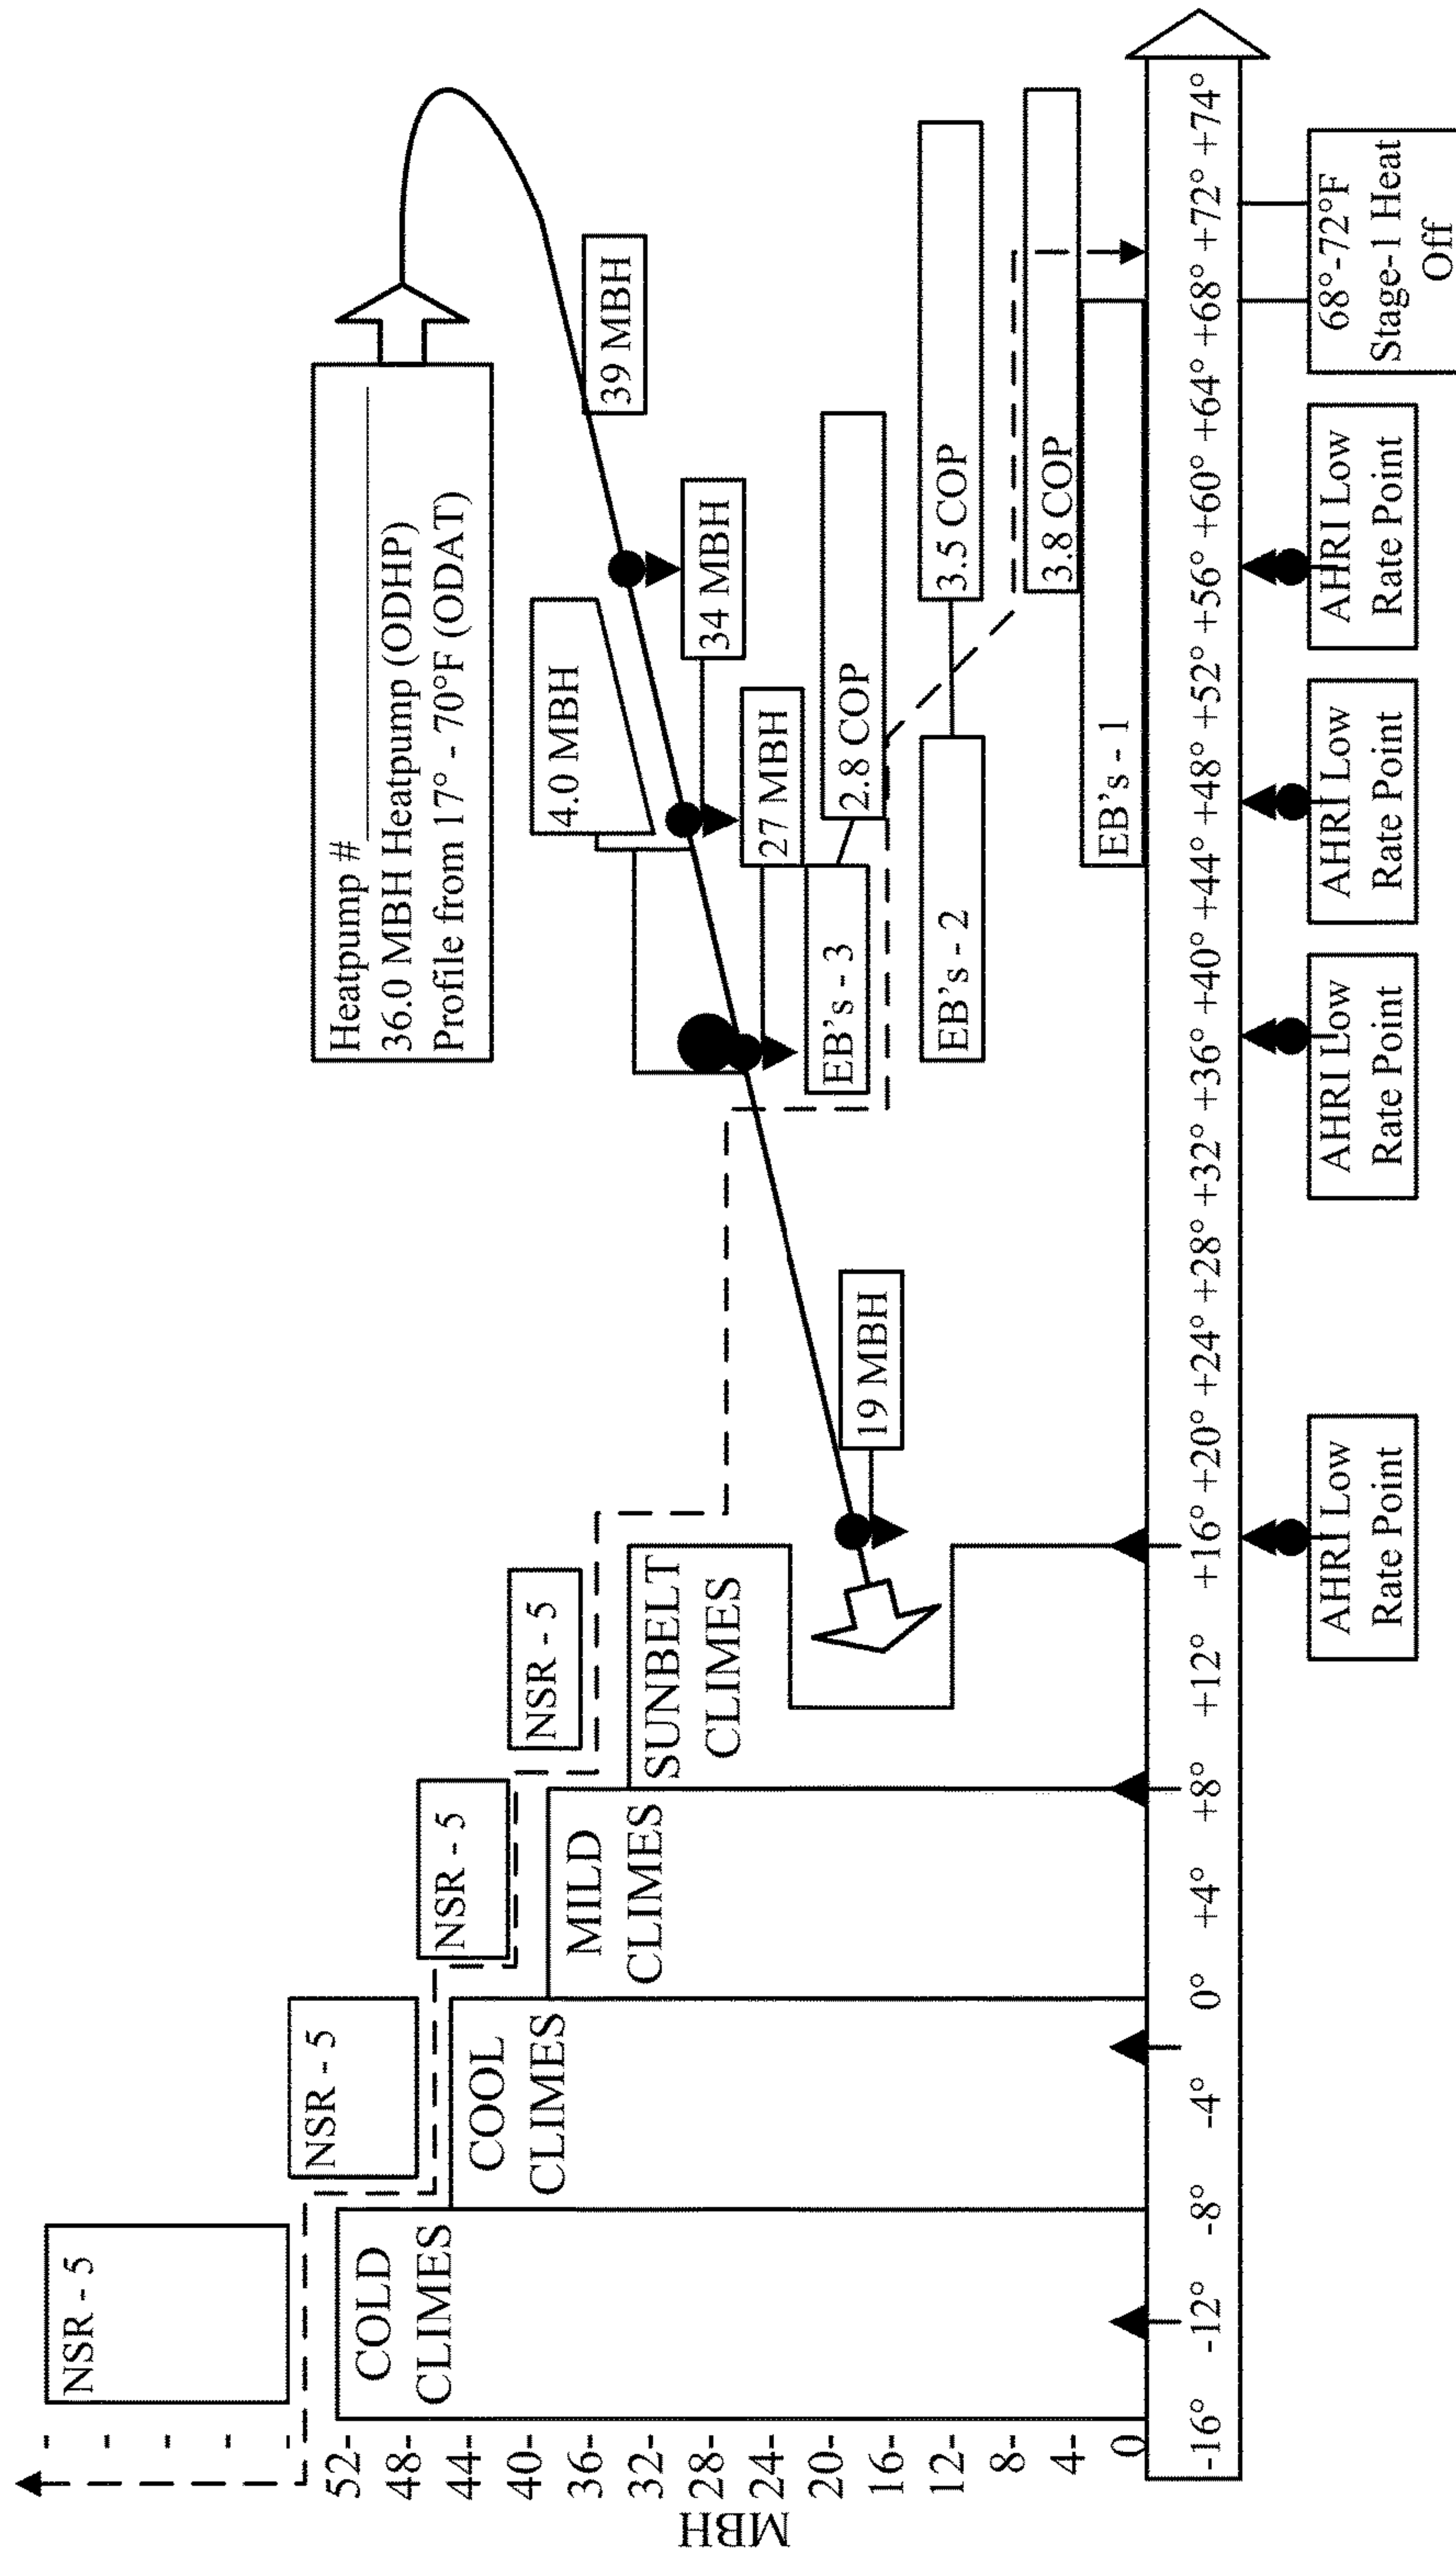 Heatpump #
36.0 MBH Heatpump (ODHP)
Profile from 17° - 70°F (ODAT)
NSR - 5
NSR - 5
NSR - 5
NSR - 5
COLD
CLIMES
COOL
CLIMES
MILD
CLIMES
SUNBELT
CLIMES
39 MBH
4.0 MBH
34 MBH
27 MBH
19 MBH
2.8 COP
EB's - 3
3.5 COP
EB's - 2
3.8 COP
EB's - 1
MBH
52-
48-
44-
40-
36-
32-
28-
24-
20-
16-
12-
8-
4-
0
-16° -12° -8° -4° 0° +4° +8° +12° +16° +20° +24° +28° +32° +36° +40° +44° +48° +52° +56° +60° +64° +68° +72° +74°
AHRI Low
Rate Point
AHRI Low
Rate Point
AHRI Low
Rate Point
AHRI Low
Rate Point
68°-72°F
Stage-1 Heat
Off